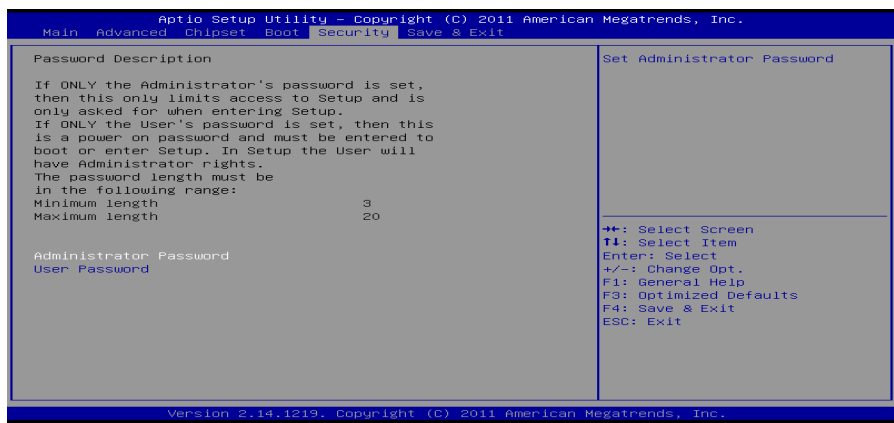 Aptio Setup Utility – Copyright (C) 2011 American Megatrends, Inc.
Main Advanced Chipset Boot Security Save & Exit
Password Description
If ONLY the Administrator's password is set,
then this only limits access to Setup and is
only asked for when entering Setup.
If ONLY the User's password is set, then this
is a power on password and must be entered to
boot or enter Setup. In Setup the User will
have Administrator rights.
The password length must be
in the following range:
Minimum length 3
Maximum length 20
Administrator Password
User Password
Set Administrator Password
→←: Select Screen
↑↓: Select Item
Enter: Select
+/-: Change Opt.
F1: General Help
F3: Optimized Defaults
F4: Save & Exit
ESC: Exit
Version 2.14.1219. Copyright (C) 2011 American Megatrends, Inc.